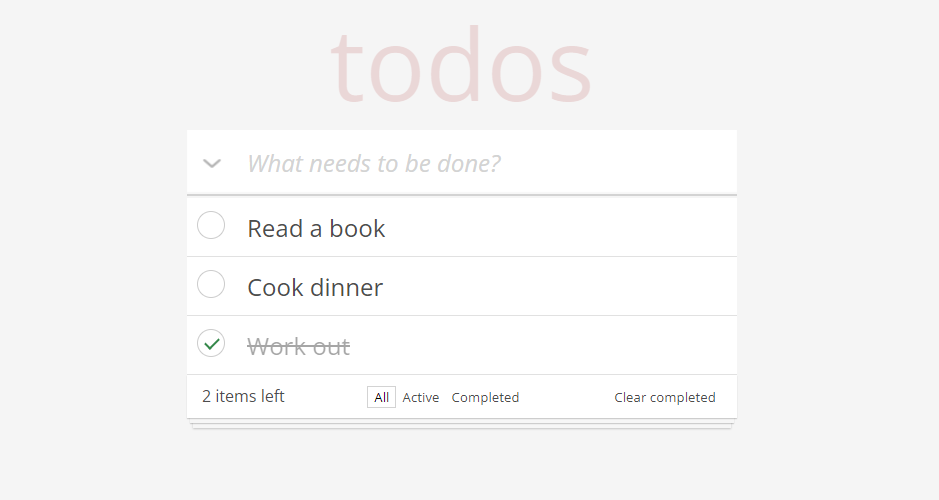 todos
What needs to be done?
Read a book
Cook dinner
Work out
2 items left All Active Completed Clear completed